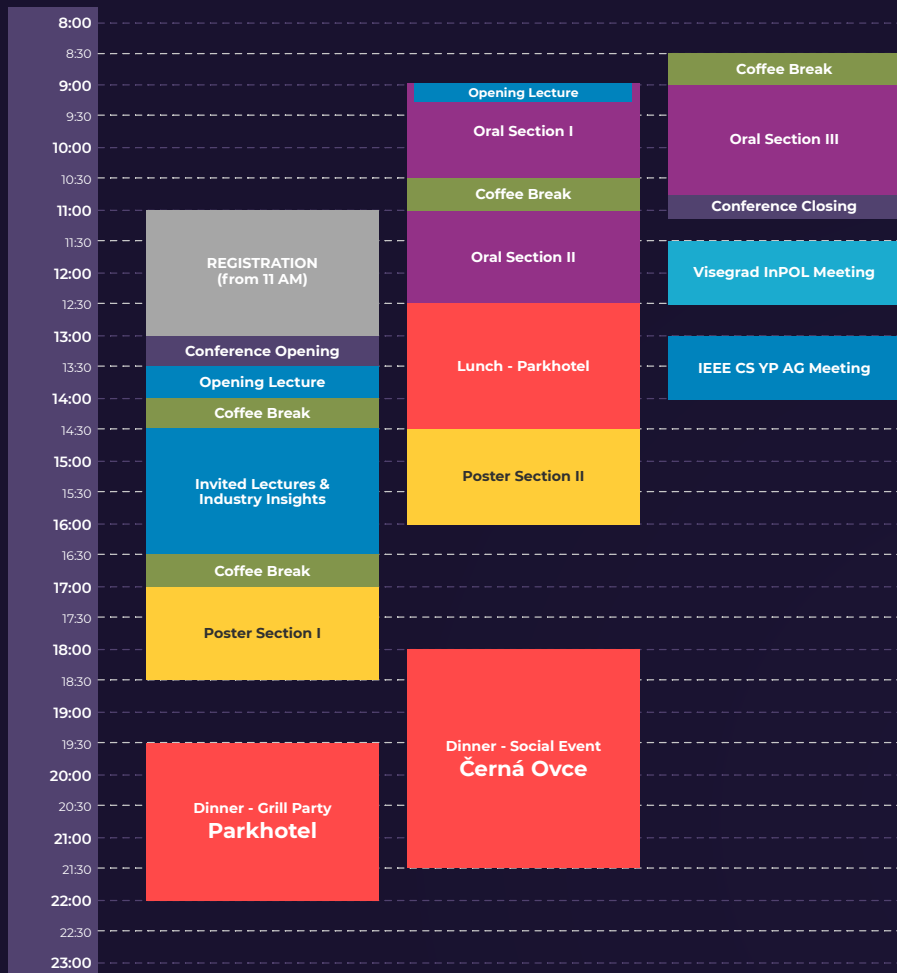 8:00
8:30
9:00
9:30
10:00
10:30
11:00
11:30
12:00
12:30
13:00
13:30
14:00
14:30
15:00
15:30
16:00
16:30
17:00
17:30
18:00
18:30
19:00
19:30
20:00
20:30
21:00
21:30
22:00
22:30
23:00
REGISTRATION
(from 11 AM)
Conference Opening
Opening Lecture
Coffee Break
Invited Lectures &
Industry Insights
Coffee Break
Poster Section I
Dinner - Grill Party
Parkhotel
Opening Lecture
Oral Section I
Coffee Break
Oral Section II
Lunch - Parkhotel
Poster Section II
Dinner - Social Event
Černá Ovce
Coffee Break
Oral Section III
Conference Closing
Visegrad InPOL Meeting
IEEE CS YP AG Meeting